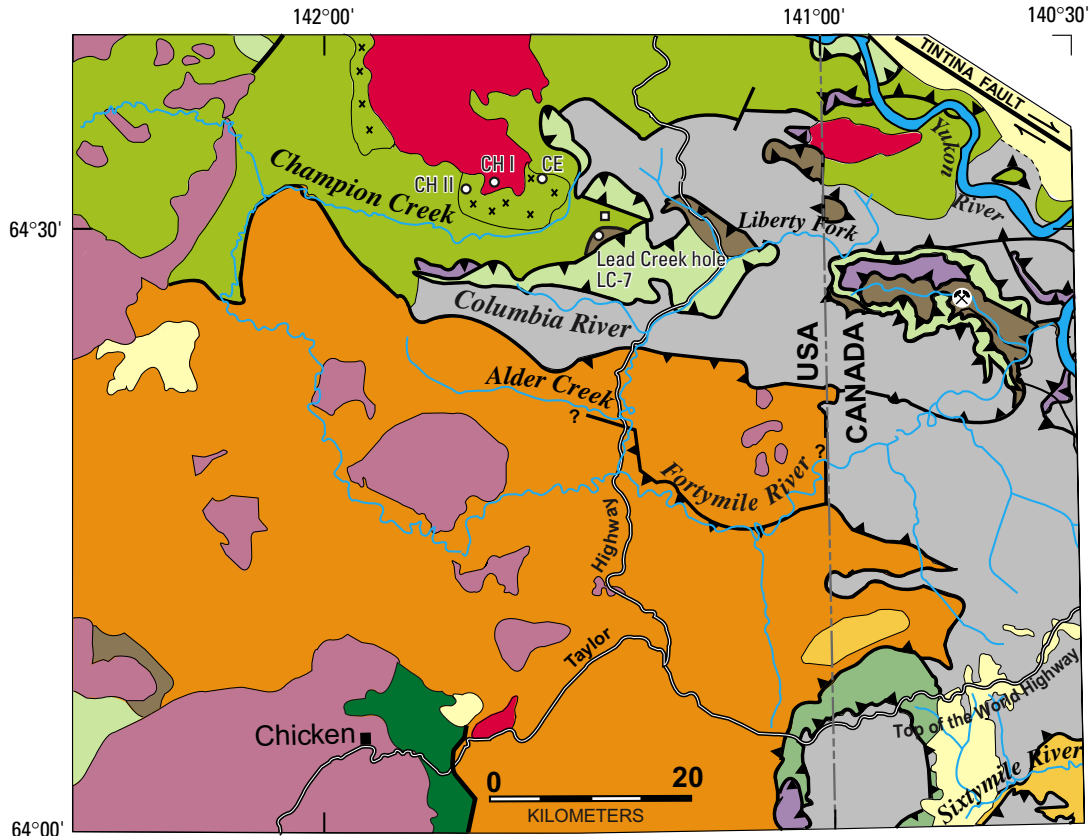 142°00'
141°00'
140°30'
TINTINA FAULT
Yukon
River
CH I
CE
CH II
Champion Creek
64°30'
Liberty Fork
Lead Creek hole
LC-7
Columbia River
USA
CANADA
Alder Creek
?
?
Fortymile River
Highway
Taylor
Top of the World Highway
Chicken
0
20
KILOMETERS
Sixtymile River
64°00'